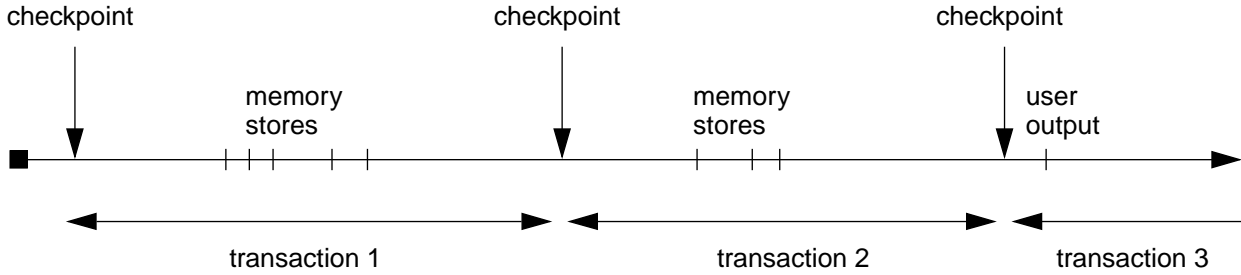 checkpoint
checkpoint
checkpoint
memory
stores
memory
stores
user
output
transaction 1
transaction 2
transaction 3